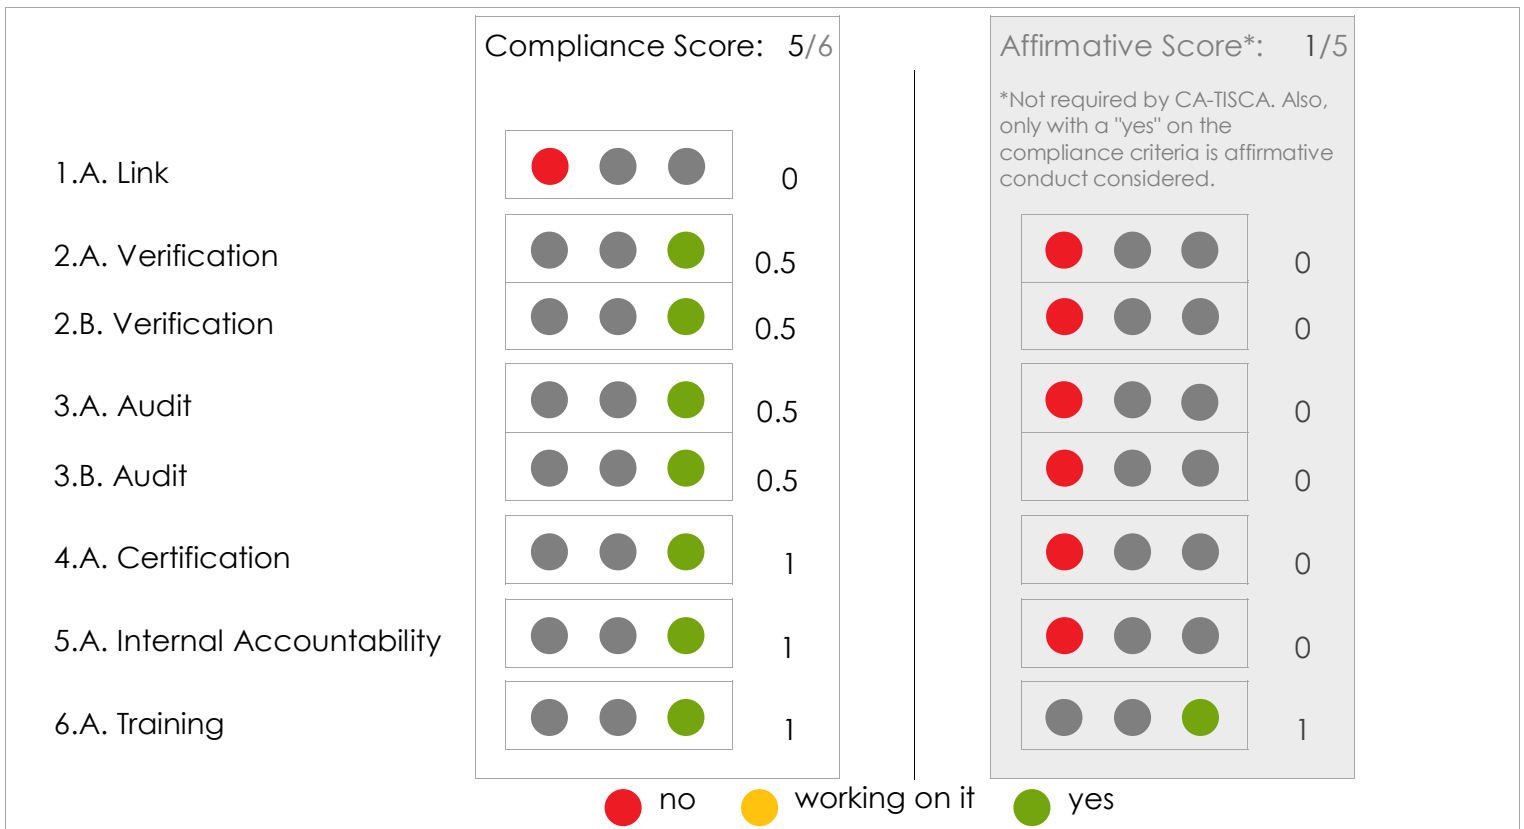 Compliance Score: 5/6
Affirmative Score*: 1/5
*Not required by CA-TISCA. Also,
only with a "yes" on the
compliance criteria is affirmative
conduct considered.
1.A. Link 0
2.A. Verification 0.5 0
2.B. Verification 0.5 0
3.A. Audit 0.5 0
3.B. Audit 0.5 0
4.A. Certification 1 0
5.A. Internal Accountability 1 0
6.A. Training 1 1
no working on it yes